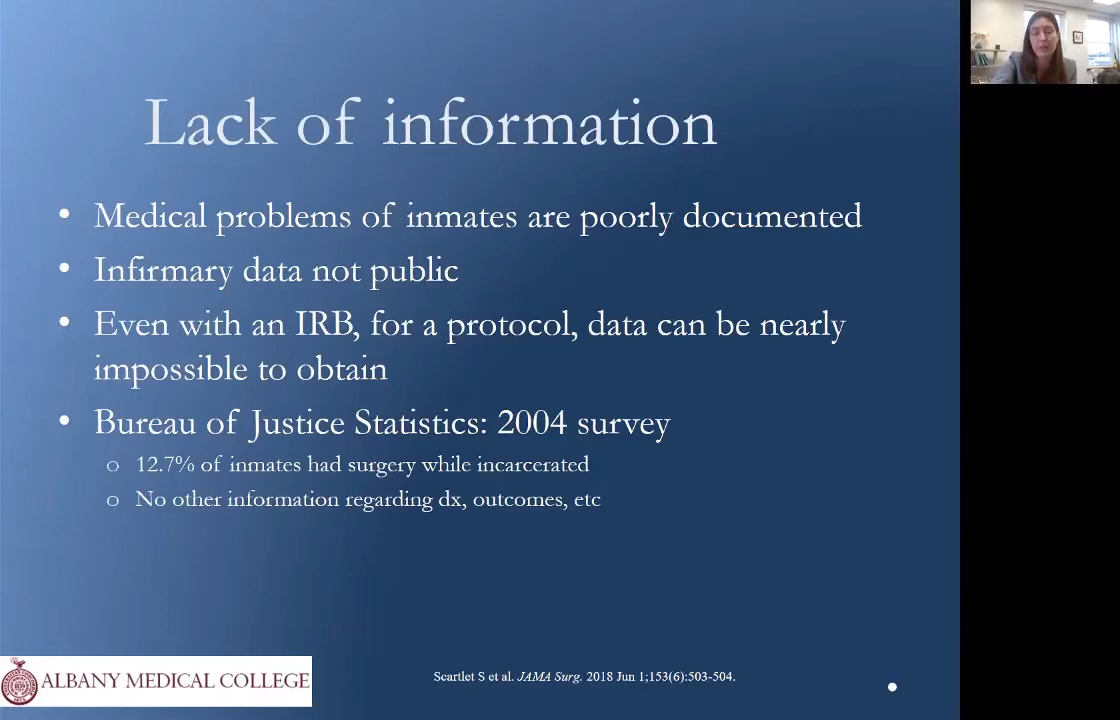 Lack of information
• Medical problems of inmates are poorly documented
• Infirmary data not public
• Even with an IRB, for a protocol, data can be nearly
impossible to obtain
• Bureau of Justice Statistics: 2004 survey
o 12.7% of inmates had surgery while incarcerated
o No other information regarding dx, outcomes, etc
ALBANY MEDICAL COLLEGE
Scartlet S et al. JAMA Surg. 2018 Jun 1;153(6):503-504.